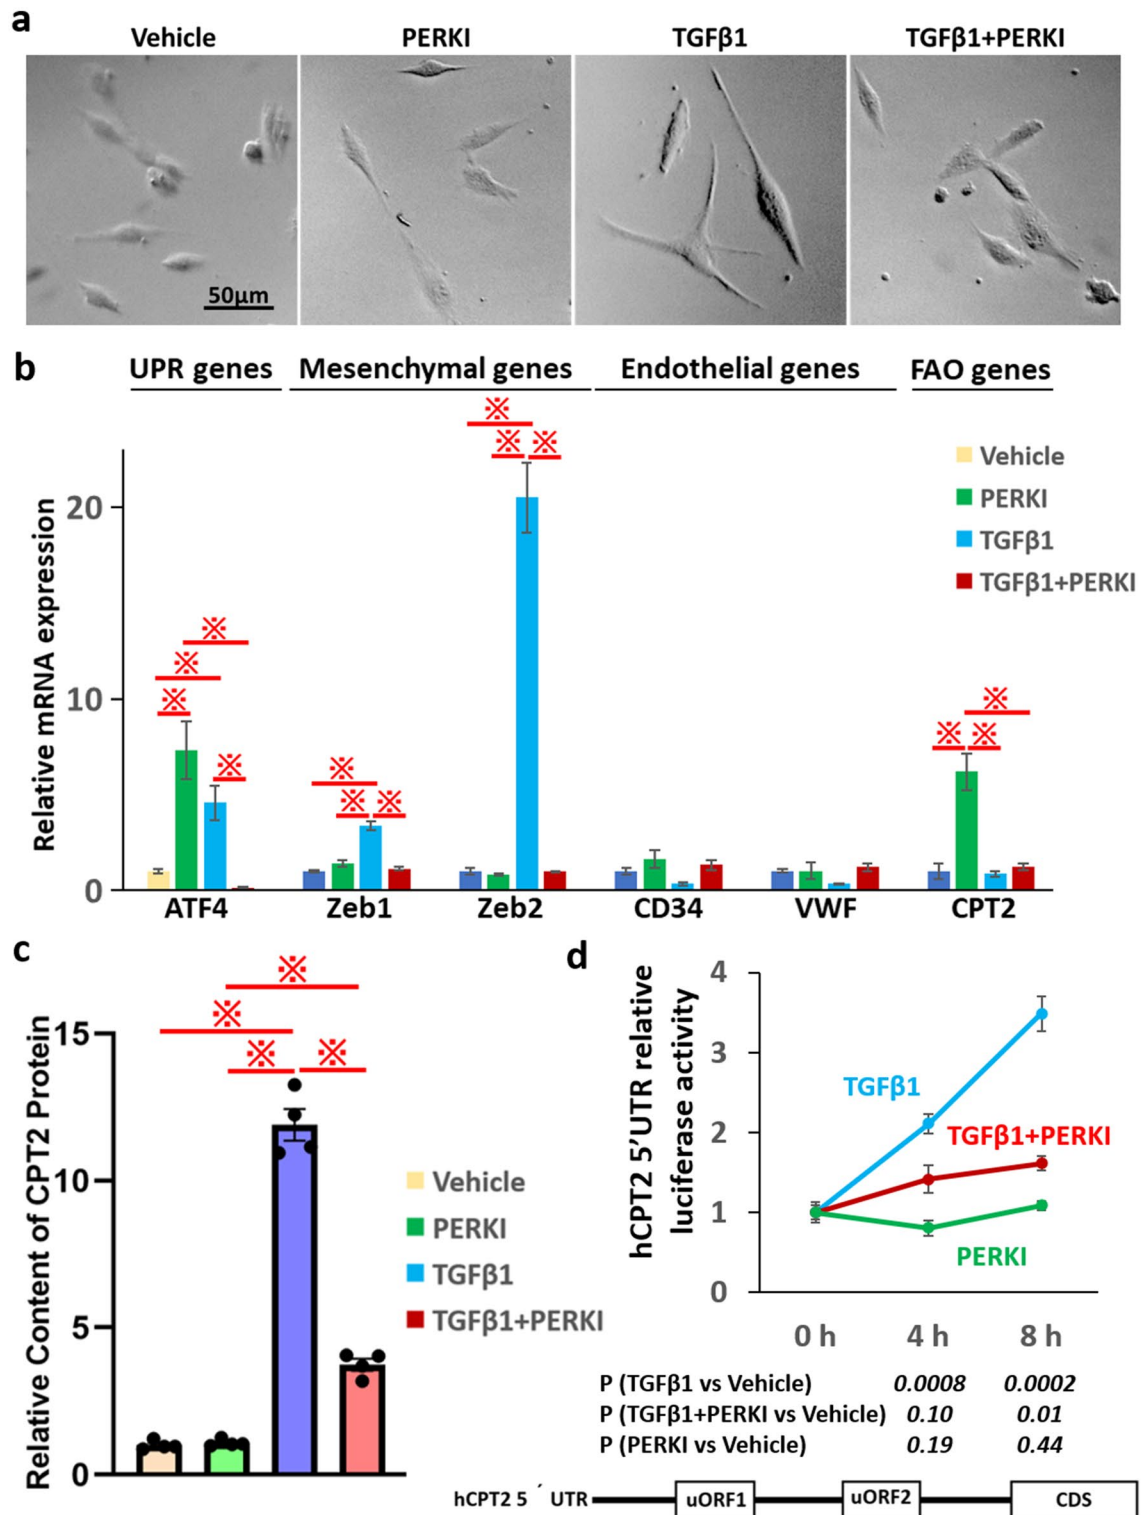 a
Vehicle PERKI TGFβ1 TGFβ1+PERKI
50μm
b
UPR genes Mesenchymal genes Endothelial genes FAO genes
Relative mRNA expression
20
10
0
※
※
※
※
※
※
※
※
※
※
※
※
※
Vehicle
PERKI
TGFβ1
TGFβ1+PERKI
ATF4 Zeb1 Zeb2 CD34 VWF CPT2
c
Relative Content of CPT2 Protein
15
10
5
0
※
※
※
※
Vehicle
PERKI
TGFβ1
TGFβ1+PERKI
d
hCPT2 5’UTR relative
luciferase activity
4
3
2
1
0
TGFβ1
TGFβ1+PERKI
PERKI
0 h 4 h 8 h
P (TGFβ1 vs Vehicle) 0.0008 0.0002
P (TGFβ1+PERKI vs Vehicle) 0.10 0.01
P (PERKI vs Vehicle) 0.19 0.44
hCPT2 5 ´ UTR uORF1 uORF2 CDS